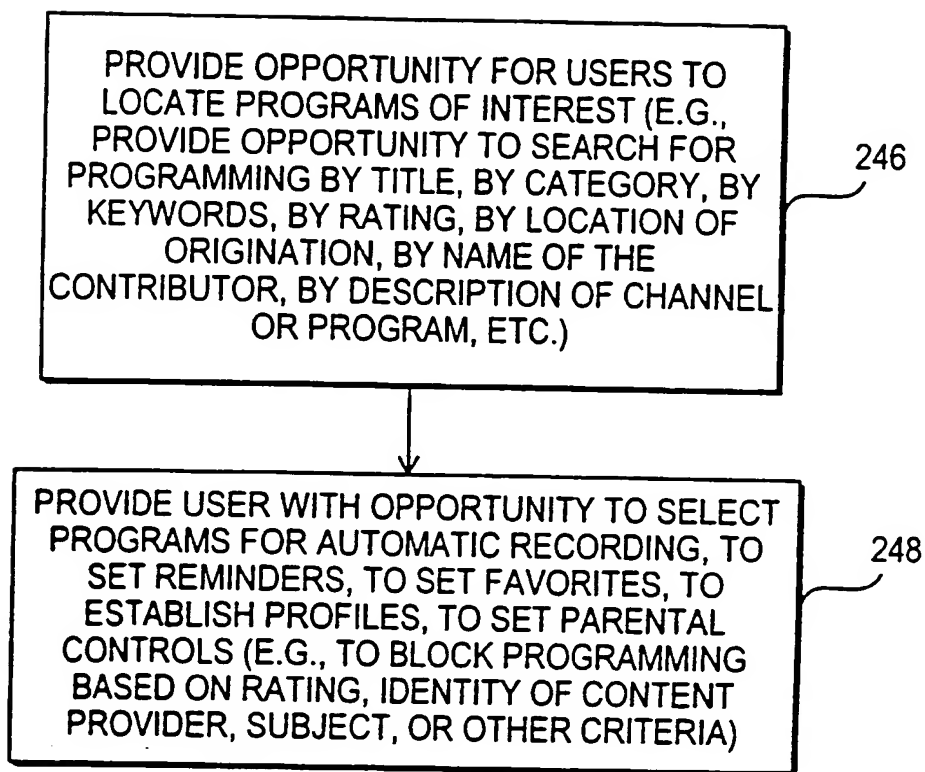 PROVIDE OPPORTUNITY FOR USERS TO
LOCATE PROGRAMS OF INTEREST (E.G.,
PROVIDE OPPORTUNITY TO SEARCH FOR
PROGRAMMING BY TITLE, BY CATEGORY, BY
KEYWORDS, BY RATING, BY LOCATION OF
ORIGINATION, BY NAME OF THE
CONTRIBUTOR, BY DESCRIPTION OF CHANNEL
OR PROGRAM, ETC.)
246
PROVIDE USER WITH OPPORTUNITY TO SELECT
PROGRAMS FOR AUTOMATIC RECORDING, TO
SET REMINDERS, TO SET FAVORITES, TO
ESTABLISH PROFILES, TO SET PARENTAL
CONTROLS (E.G., TO BLOCK PROGRAMMING
BASED ON RATING, IDENTITY OF CONTENT
PROVIDER, SUBJECT, OR OTHER CRITERIA)
248